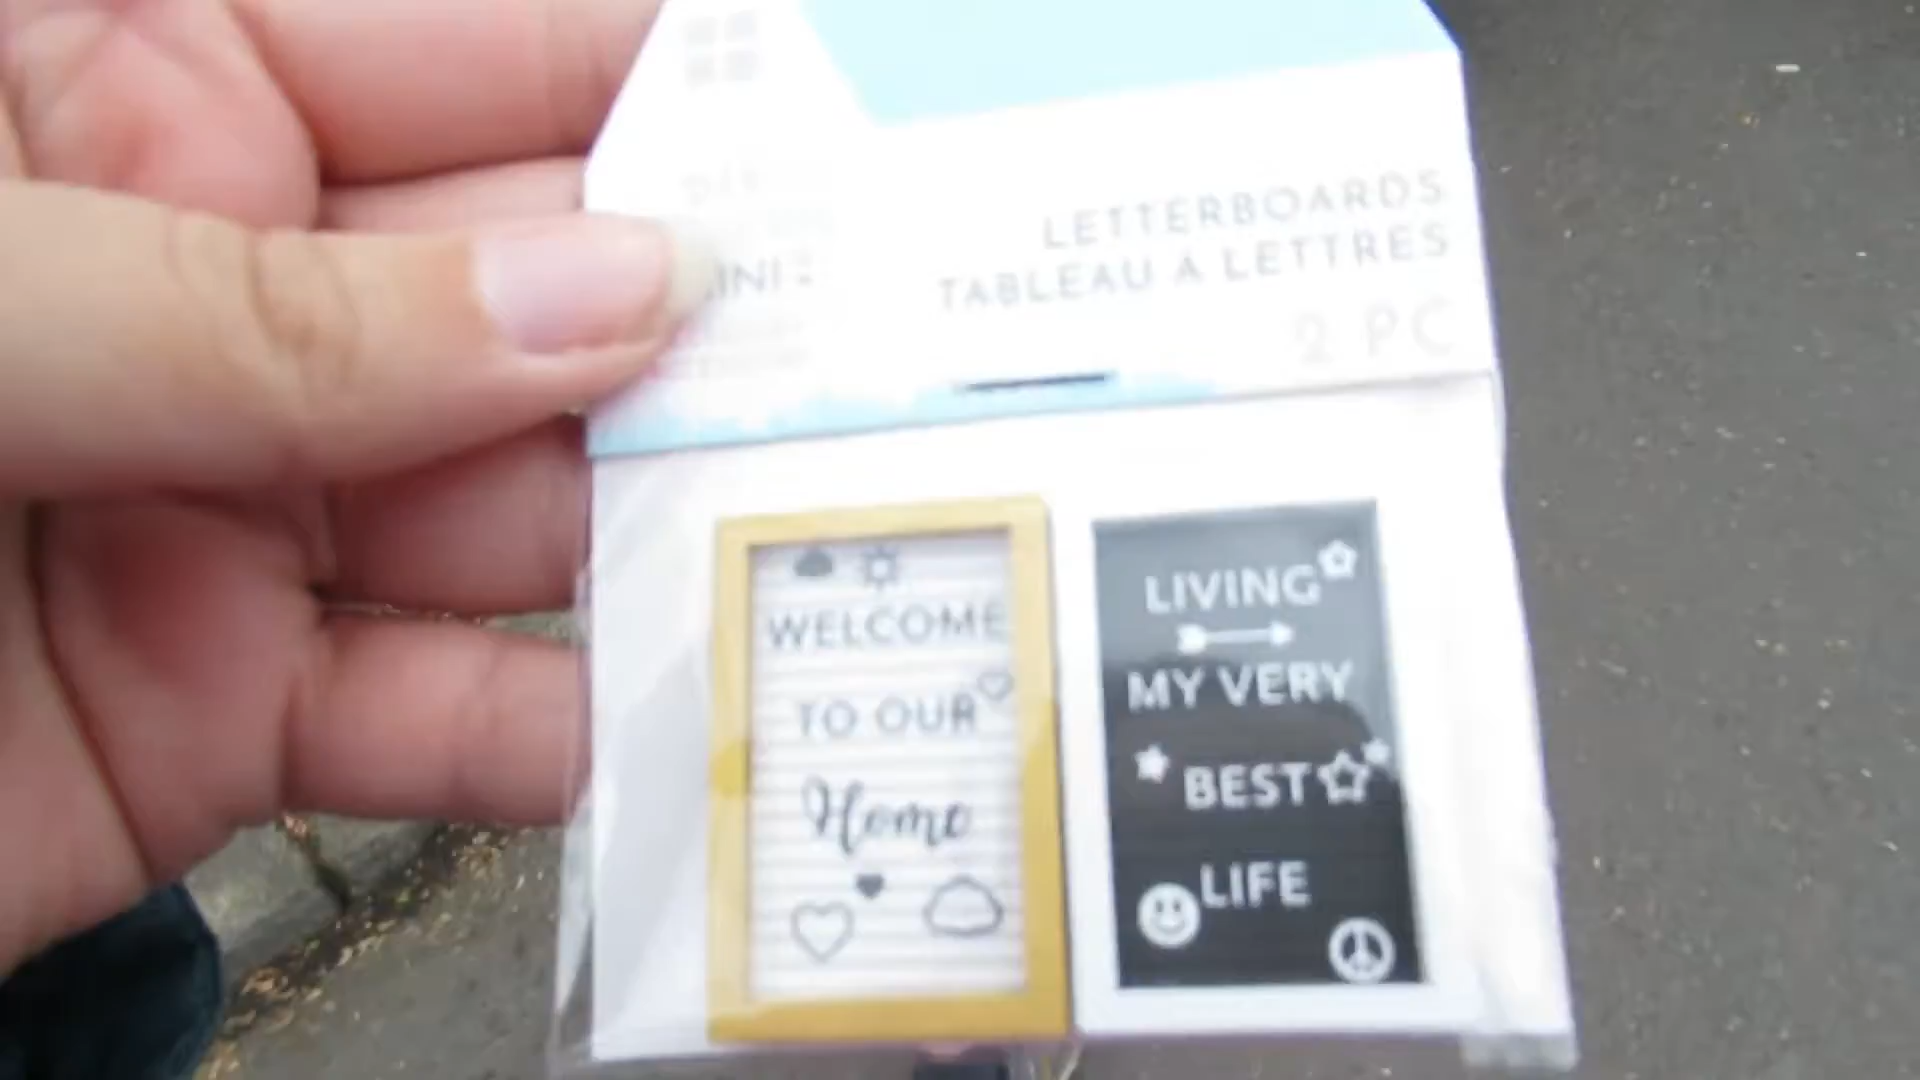 LETTERBOARDS
TABLEAU A LETTRES
2 PC
WELCOME
TO OUR
Home
LIVING
MY VERY
BEST
LIFE